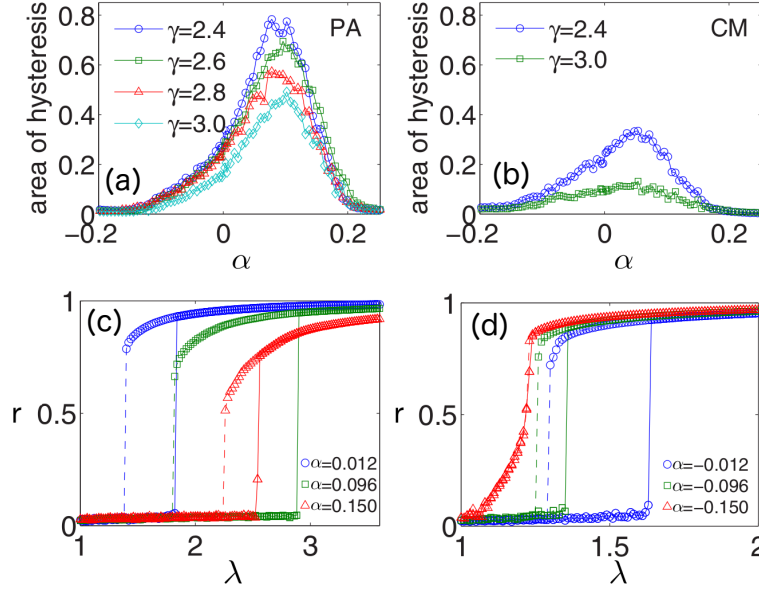 (a)
PA
γ=2.4
γ=2.6
γ=2.8
γ=3.0
area of hysteresis
0.8
0.6
0.4
0.2
0
−0.2
0
0.2
α
(b)
CM
γ=2.4
γ=3.0
area of hysteresis
0.8
0.6
0.4
0.2
0
−0.2
0
0.2
α
(c)
r
1
0.5
0
1
2
3
λ
α=0.012
α=0.096
α=0.150
(d)
r
1
0.5
0
1
1.5
2
λ
α=−0.012
α=−0.096
α=−0.150